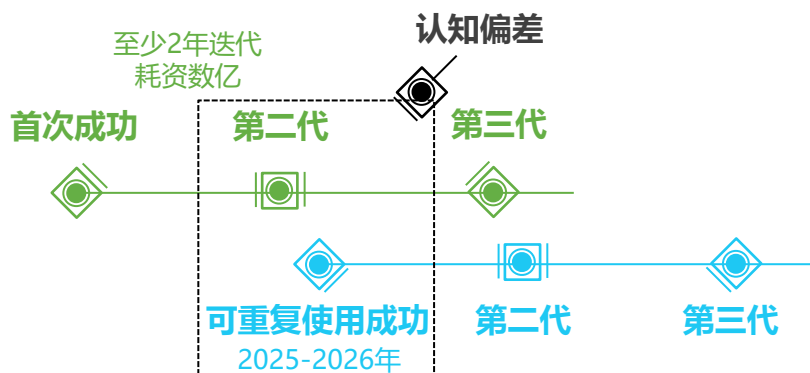 认知偏差
至少2年迭代
耗资数亿
首次成功
第二代
第三代
可重复使用成功
第二代
第三代
2025-2026年